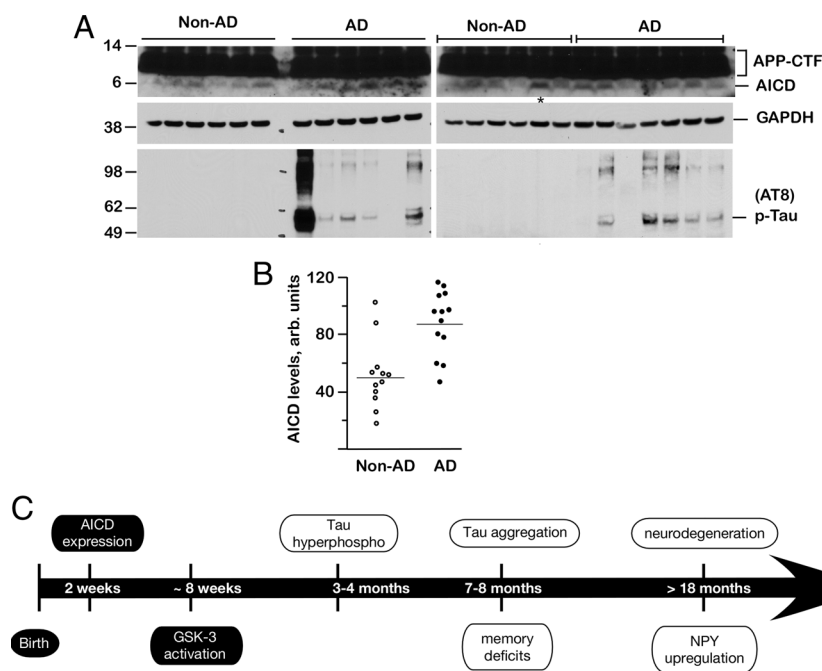 A
Non-AD AD Non-AD AD
14
6
APP-CTF
AICD
*
38
GAPDH
98
62
49
(AT8)
p-Tau
B
AICD levels, arb. units
120
80
40
Non-AD AD
C
AICD
expression
Tau
hyperphospho
Tau aggregation
neurodegeneration
2 weeks ~ 8 weeks 3-4 months 7-8 months > 18 months
Birth
GSK-3
activation
memory
deficits
NPY
upregulation